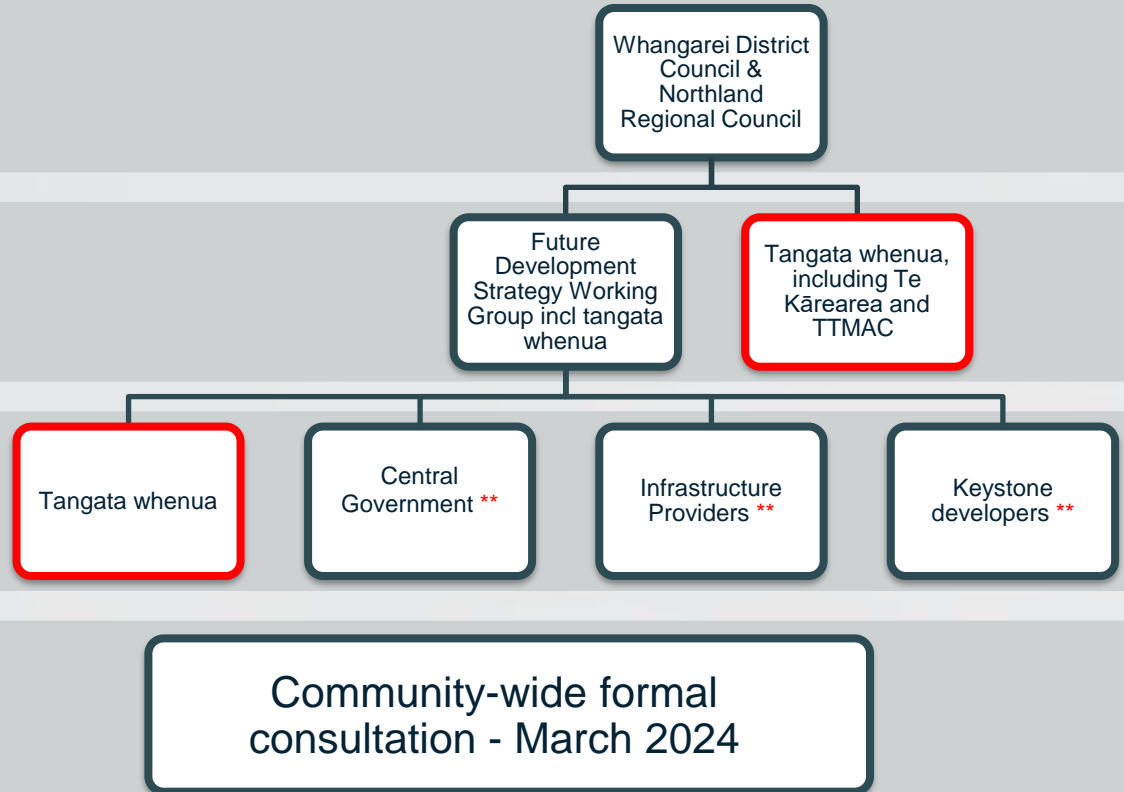 Whangarei District
Council &
Northland
Regional Council
Future
Development
Strategy Working
Group incl tangata
whenua
Tangata whenua,
including Te
Kārearea and
TTMAC
Tangata whenua
Central
Government **
Infrastructure
Providers **
Keystone
developers **
Community-wide formal
consultation - March 2024